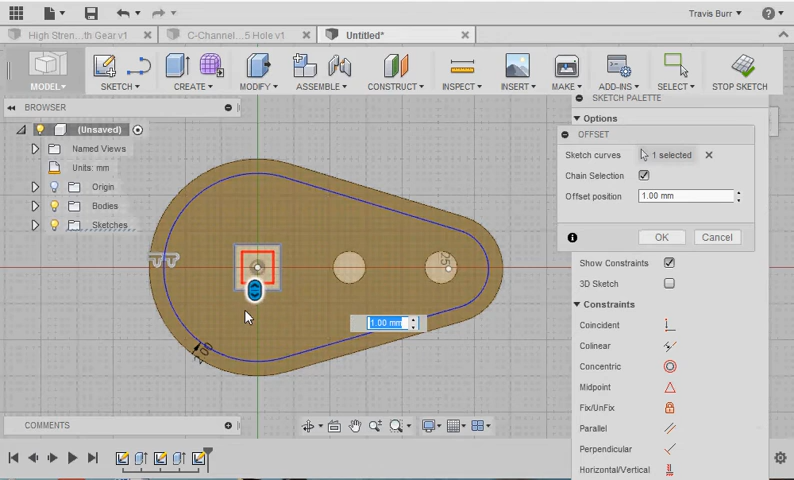 Travis Burr
High Stren....th Gear v1
C-Channel....5 Hole v1
Untitled*
MODEL
SKETCH
CREATE
MODIFY
ASSEMBLE
CONSTRUCT
INSPECT
INSERT
MAKE
ADD-INS
SELECT
STOP SKETCH
BROWSER
SKETCH PALETTE
Options
(Unsaved)
Named Views
Units: mm
Origin
Bodies
Sketches
OFFSET
Sketch curves
1 selected
Chain Selection
Offset position
1.00 mm
OK
Cancel
Show Constraints
3D Sketch
Constraints
Coincident
Colinear
Concentric
Midpoint
Fix/UnFix
Parallel
Perpendicular
Horizontal/Vertical
1.00 mm
COMMENTS